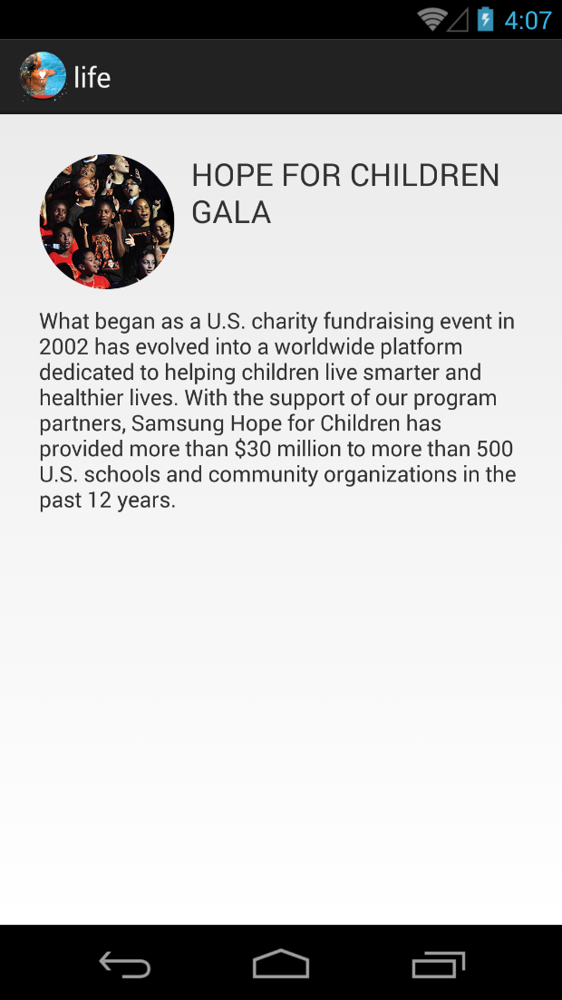 4:07
life
HOPE FOR CHILDREN
GALA
What began as a U.S. charity fundraising event in
2002 has evolved into a worldwide platform
dedicated to helping children live smarter and
healthier lives. With the support of our program
partners, Samsung Hope for Children has
provided more than $30 million to more than 500
U.S. schools and community organizations in the
past 12 years.